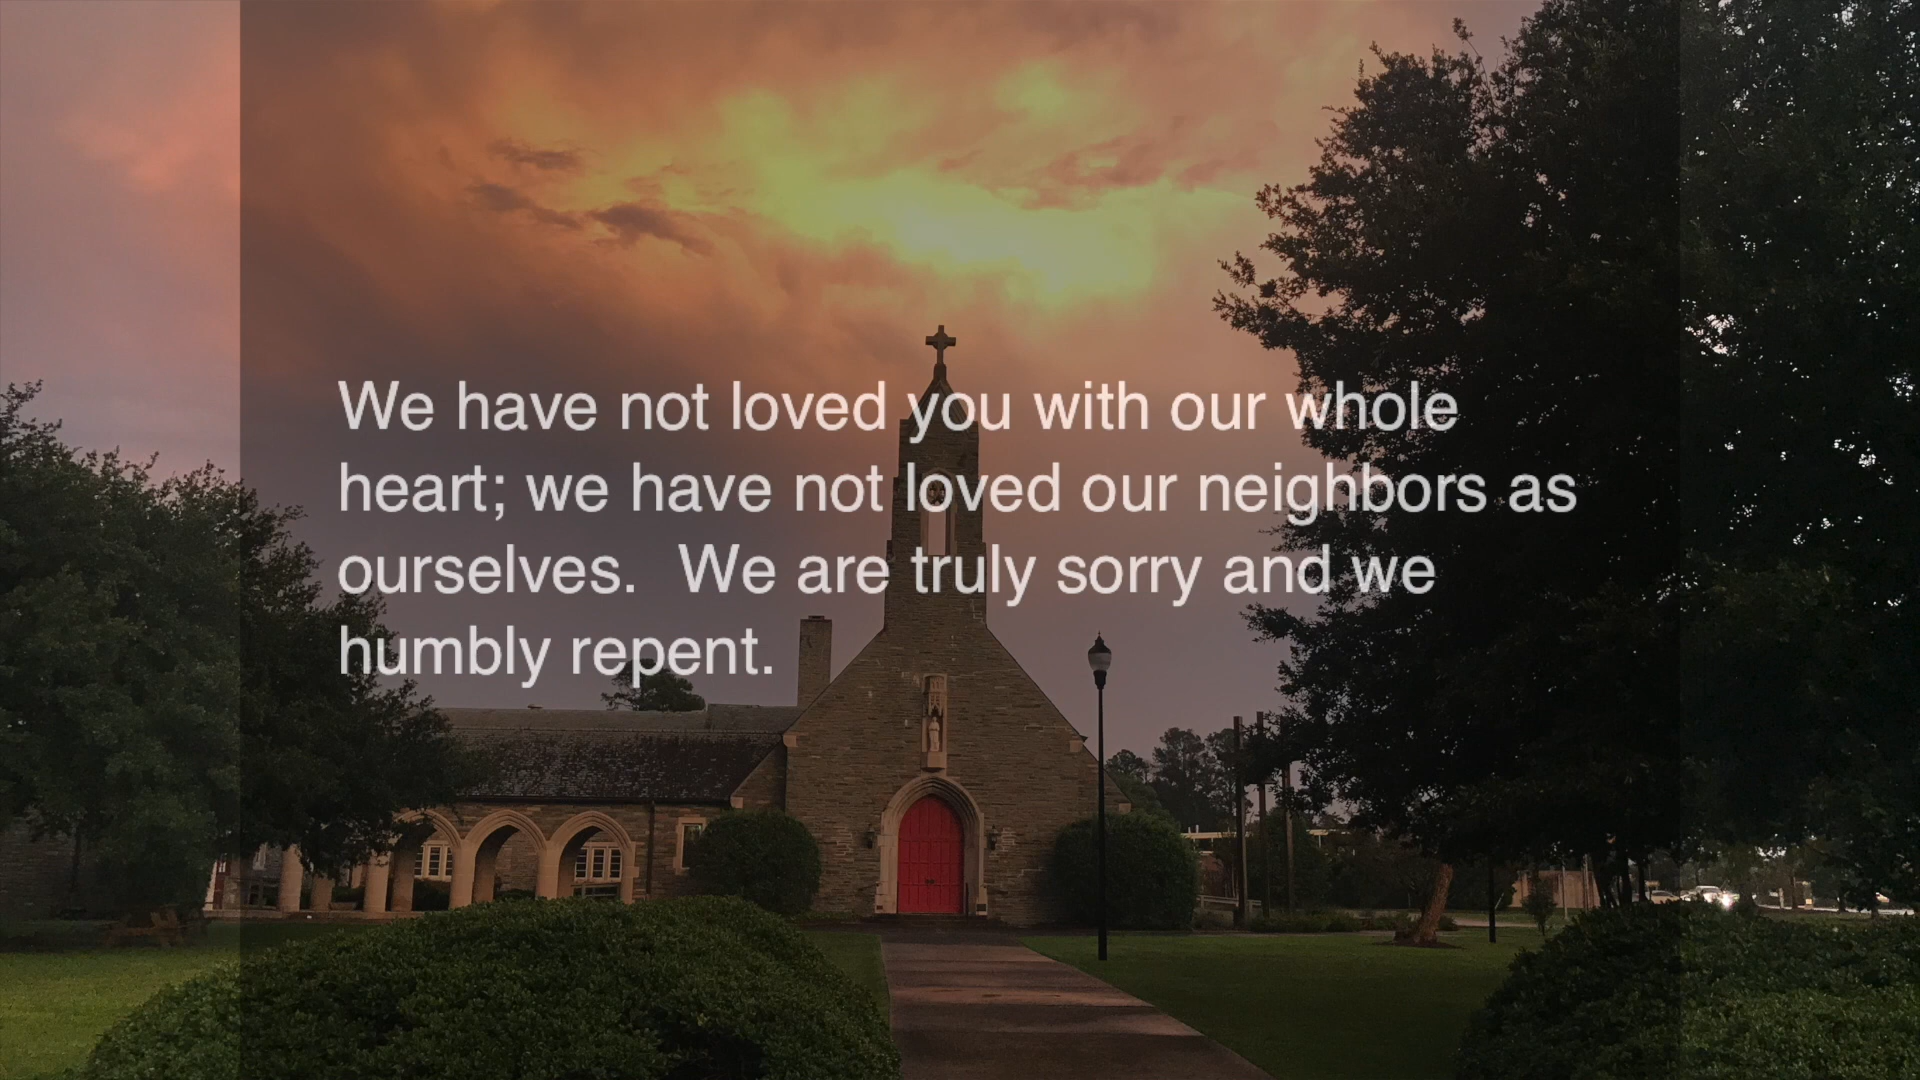 We have not loved you with our whole
heart; we have not loved our neighbors as
ourselves.  We are truly sorry and we
humbly repent.